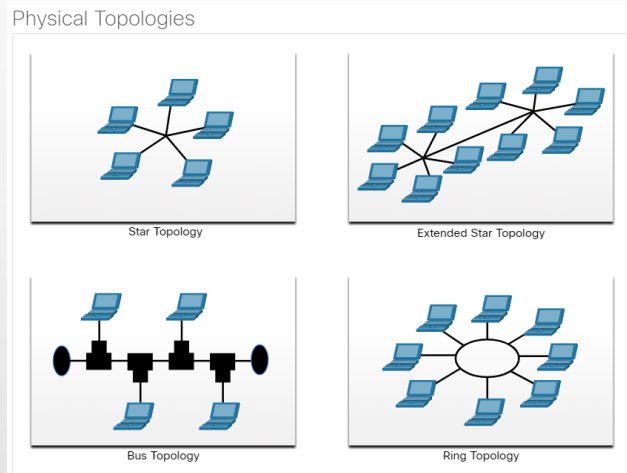 Physical Topologies
Star Topology
Extended Star Topology
Bus Topology
Ring Topology